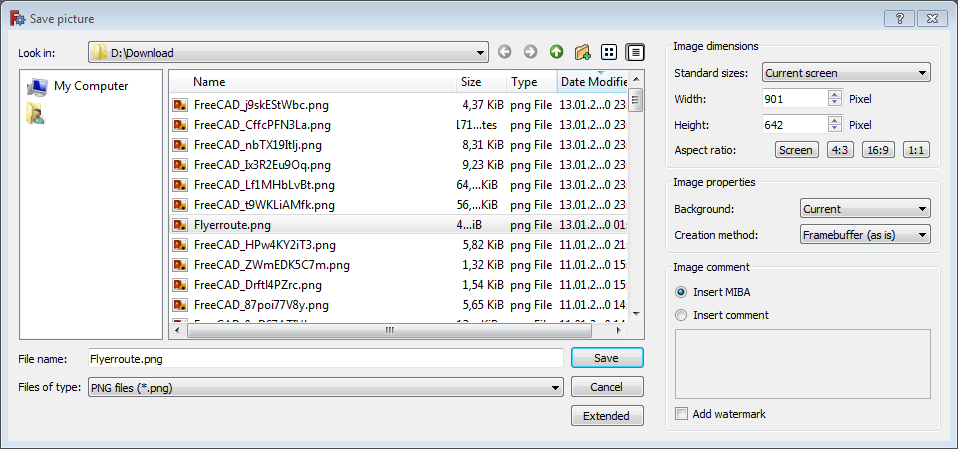 Save picture
Look in: D:\Download
My Computer
Name Size Type Date Modifie
FreeCAD_j9skEStWbc.png 4,37 KiB png File 13.01.2...0 23:
FreeCAD_CffcPFN3La.png 171...tes png File 13.01.2...0 23:
FreeCAD_nbTX19ItIj.png 8,31 KiB png File 13.01.2...0 23:
FreeCAD_Ix3R2Eu9Oq.png 9,23 KiB png File 13.01.2...0 23:
FreeCAD_Lf1MHbLvBt.png 64,...KiB png File 13.01.2...0 23:
FreeCAD_t9WKLiAMfk.png 56,...KiB png File 13.01.2...0 23:
Flyerroute.png 4...iB png File 13.01.2...0 01:
FreeCAD_HPw4KY2iT3.png 5,82 KiB png File 11.01.2...0 21:
FreeCAD_ZWmEDK5C7m.png 1,32 KiB png File 11.01.2...0 15:
FreeCAD_Drftl4PZrc.png 1,54 KiB png File 11.01.2...0 15:
FreeCAD_87poi77V8y.png 5,65 KiB png File 11.01.2...0 14:
File name: Flyerroute.png Save
Files of type: PNG files (*.png) Cancel
Extended
Image dimensions
Standard sizes: Current screen
Width: 901 Pixel
Height: 642 Pixel
Aspect ratio: Screen 4:3 16:9 1:1
Image properties
Background: Current
Creation method: Framebuffer (as is)
Image comment
Insert MIBA
Insert comment
Add watermark